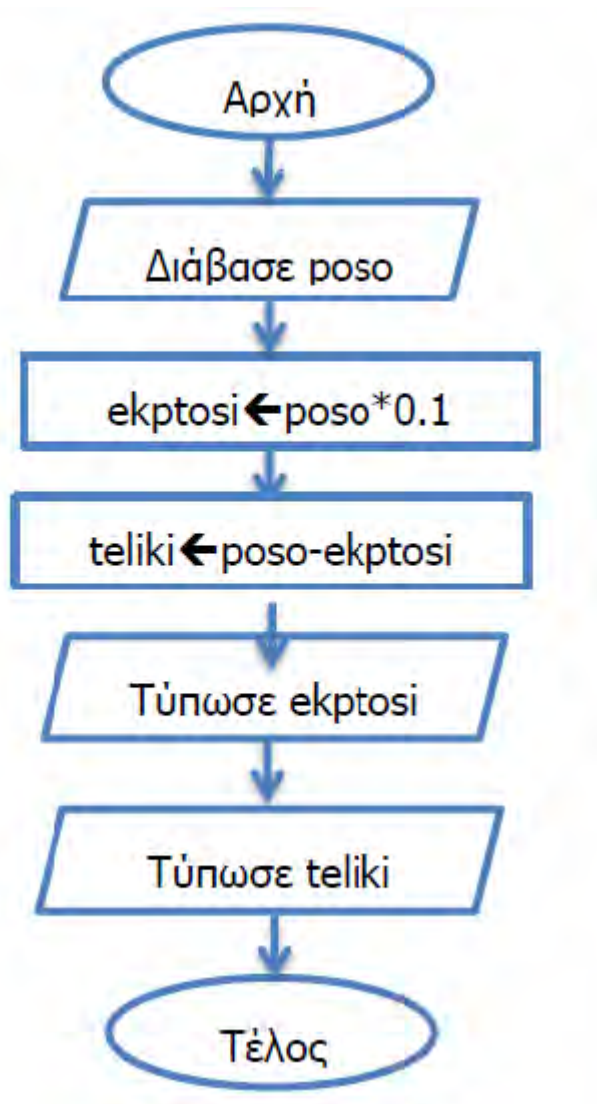 Αρχή
Διάβασε poso
ekptosi🡸poso*0.1
teliki🡸poso-ekptosi
Τύπωσε ekptosi
Τύπωσε teliki
Τέλος